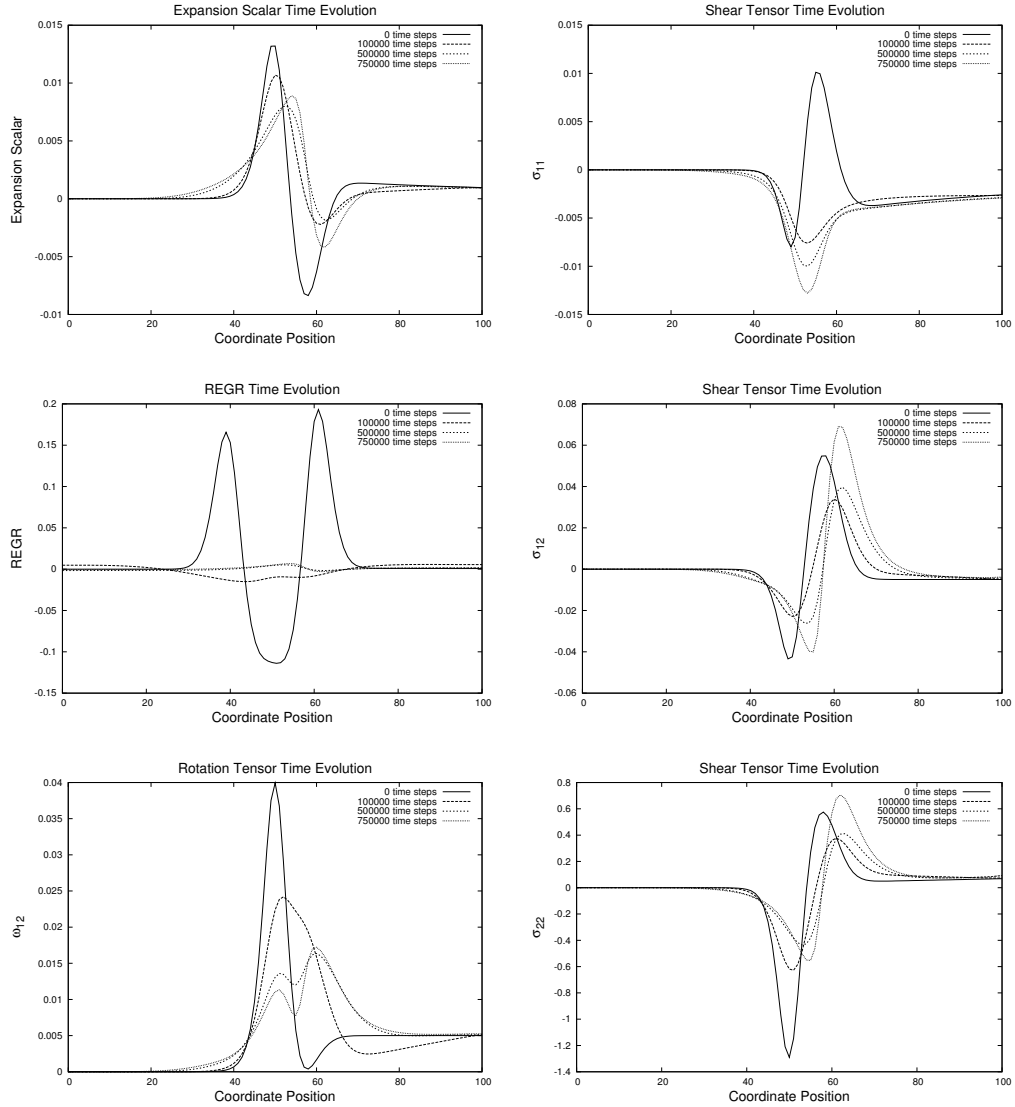 Expansion Scalar Time Evolution
0.015
0.01
0.005
0
-0.005
-0.01
0 20 40 60 80 100
Expansion Scalar
Coordinate Position
0 time steps
100000 time steps
500000 time steps
750000 time steps
Shear Tensor Time Evolution
0.015
0.01
0.005
0
-0.005
-0.01
-0.015
0 20 40 60 80 100
σ11
Coordinate Position
0 time steps
100000 time steps
500000 time steps
750000 time steps
REGR Time Evolution
0.2
0.15
0.1
0.05
0
-0.05
-0.1
-0.15
0 20 40 60 80 100
REGR
Coordinate Position
0 time steps
100000 time steps
500000 time steps
750000 time steps
Shear Tensor Time Evolution
0.08
0.06
0.04
0.02
0
-0.02
-0.04
-0.06
0 20 40 60 80 100
σ12
Coordinate Position
0 time steps
100000 time steps
500000 time steps
750000 time steps
Rotation Tensor Time Evolution
0.04
0.035
0.03
0.025
0.02
0.015
0.01
0.005
0
0 20 40 60 80 100
ω12
Coordinate Position
0 time steps
100000 time steps
500000 time steps
750000 time steps
Shear Tensor Time Evolution
0.8
0.6
0.4
0.2
0
-0.2
-0.4
-0.6
-0.8
-1
-1.2
-1.4
0 20 40 60 80 100
σ22
Coordinate Position
0 time steps
100000 time steps
500000 time steps
750000 time steps